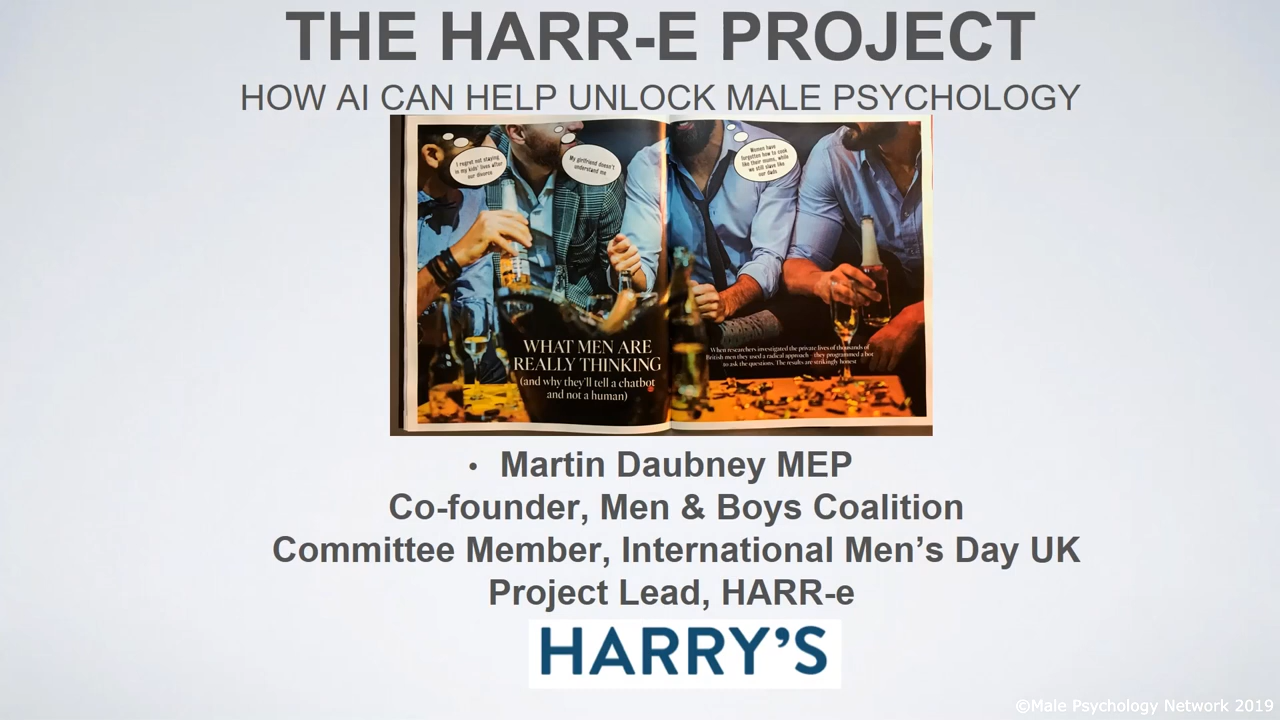 THE HARR-E PROJECT
HOW AI CAN HELP UNLOCK MALE PSYCHOLOGY
I regret not staying
in my kids' lives after
our divorce
My girlfriend doesn't
understand me
Women have
forgotten how to cook
like their mums, while
we still slave like
our dads
WHAT MEN ARE
REALLY THINKING
(and why they'll tell a chatbot
and not a human)
When researchers investigated the private lives of thousands of
British men they used a radical approach – they programmed a bot
to ask the questions. The results are strikingly honest
• Martin Daubney MEP
Co-founder, Men & Boys Coalition
Committee Member, International Men’s Day UK
Project Lead, HARR-e
HARRY’S
©Male Psychology Network 2019